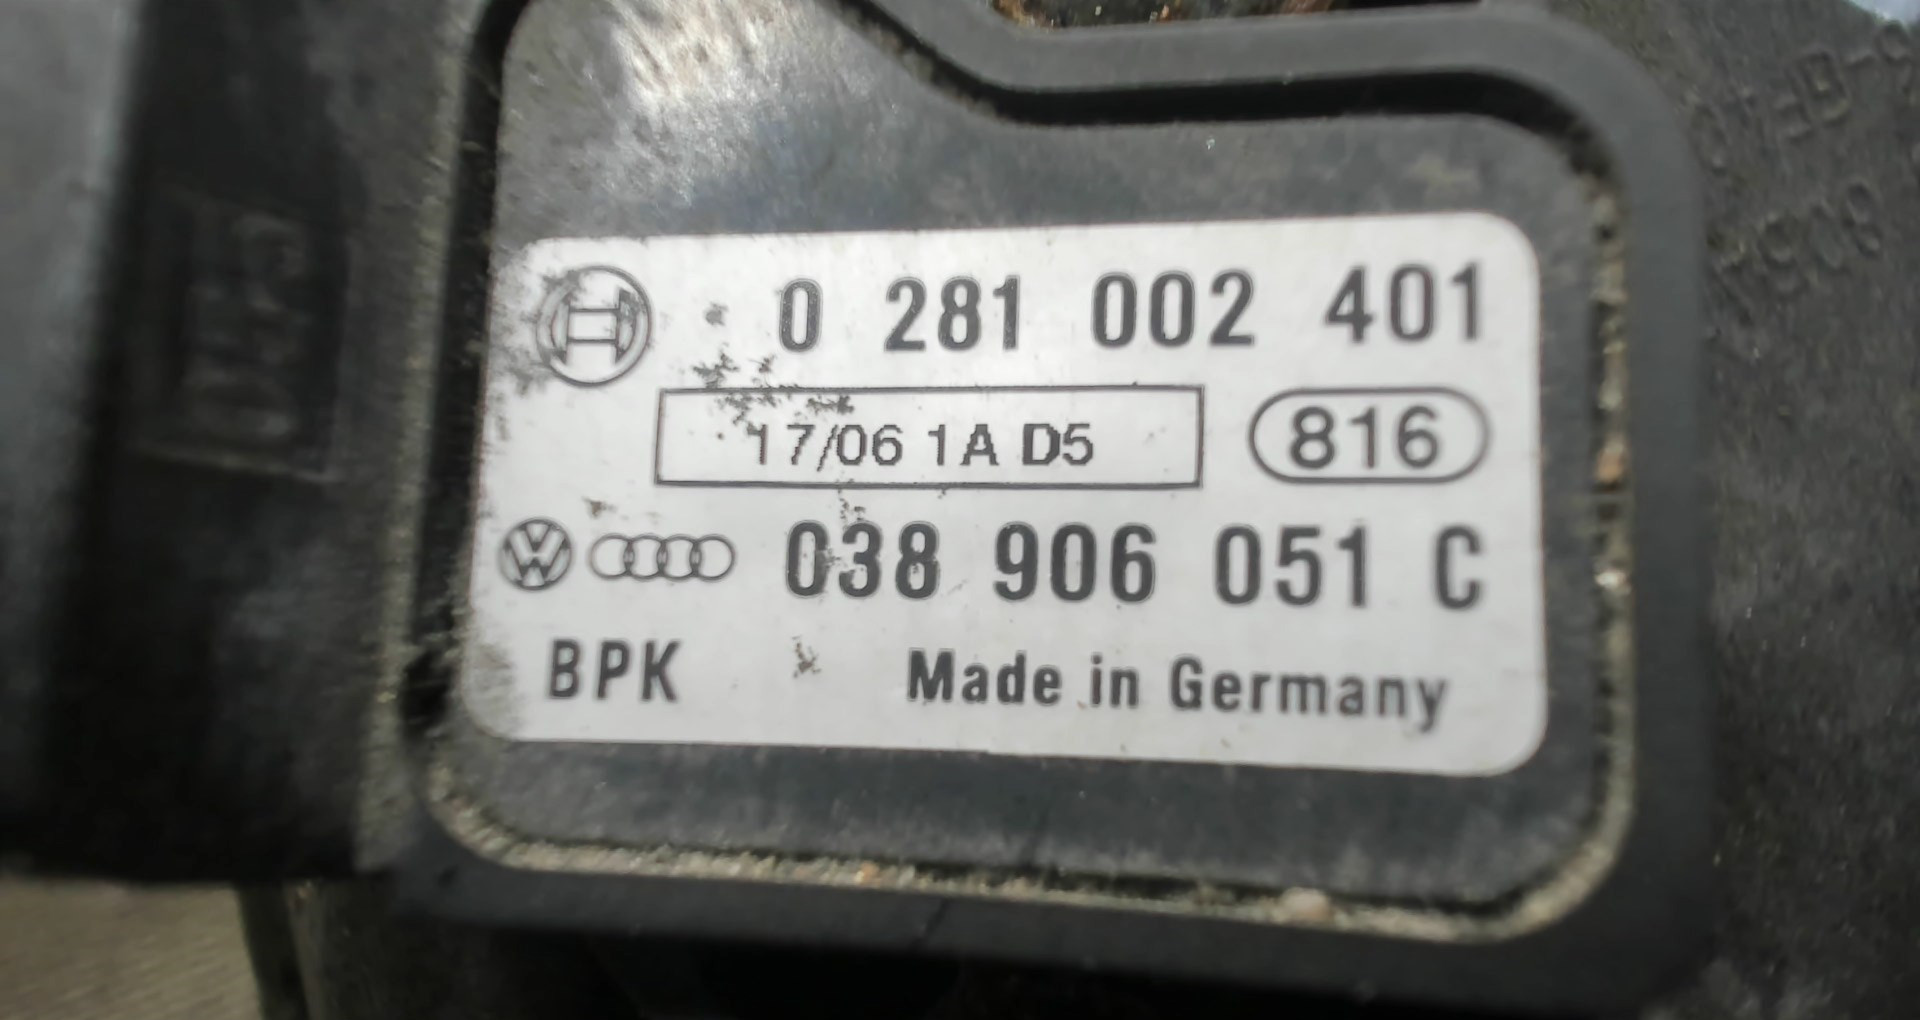 0 281 002 401
17/06 1A D5
816
038 906 051 C
BPK
Made in Germany